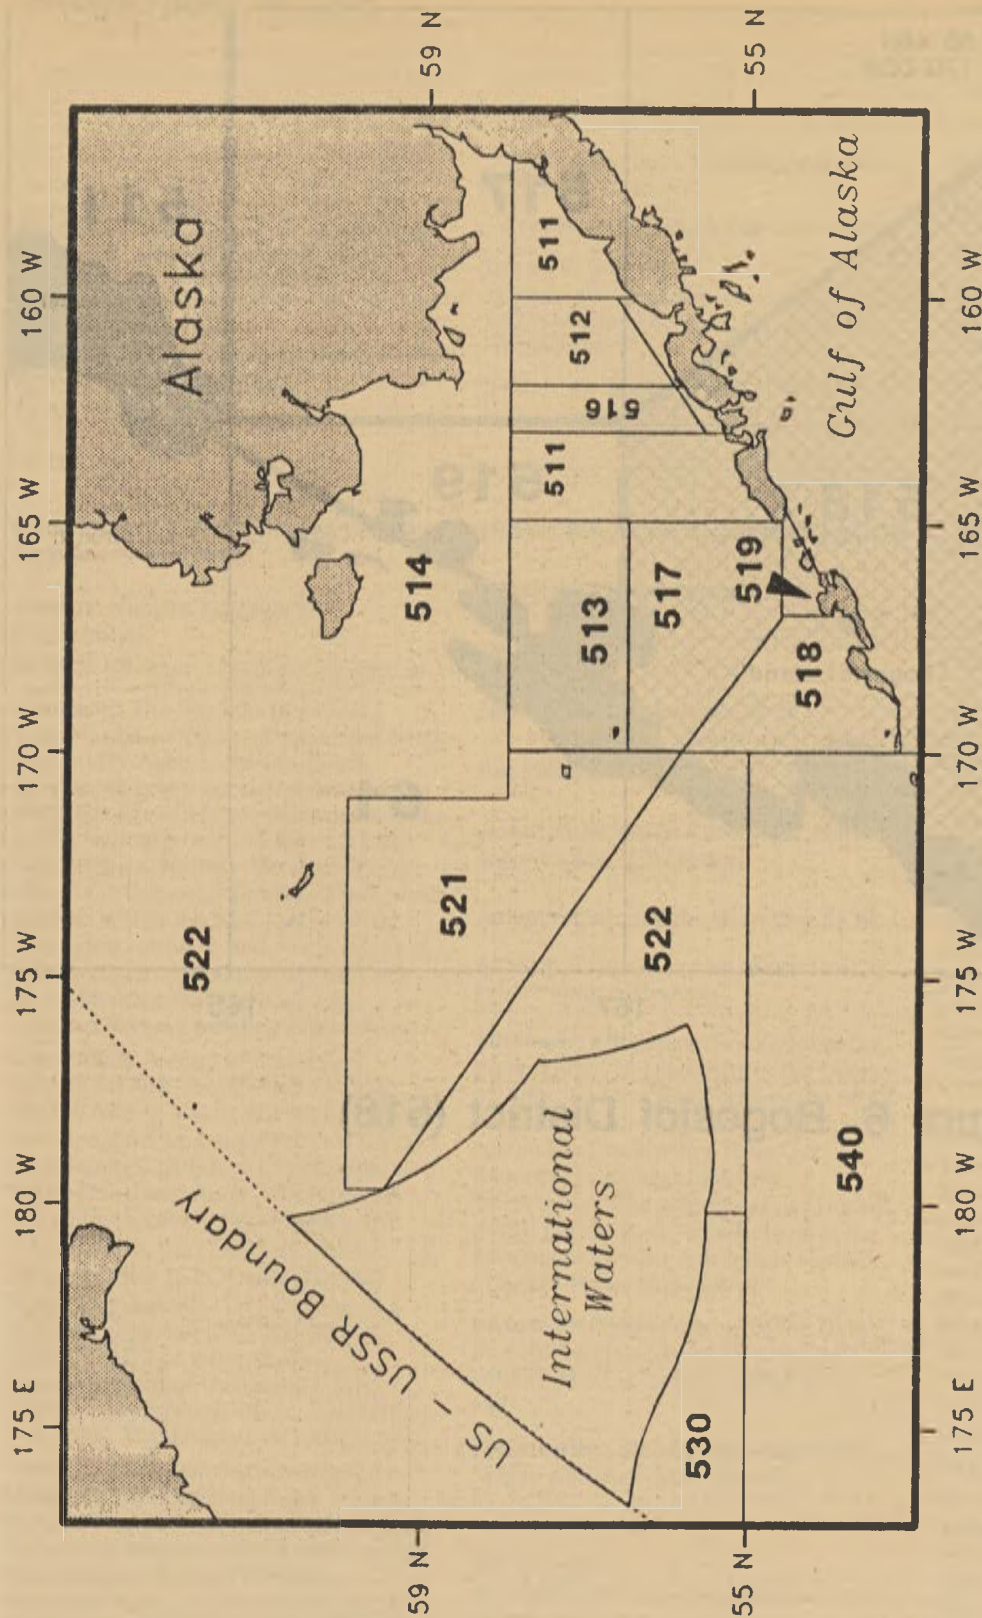 175 E 180 W 175 W 170 W 165 W 160 W
Alaska
522
US - USSR Boundary
59 N
514
59 N
521
511
511
512
513
International
Waters
516
522
517
530
519
55 N
55 N
518
Gulf of Alaska
540
175 E 180 W 175 W 170 W 165 W 160 W